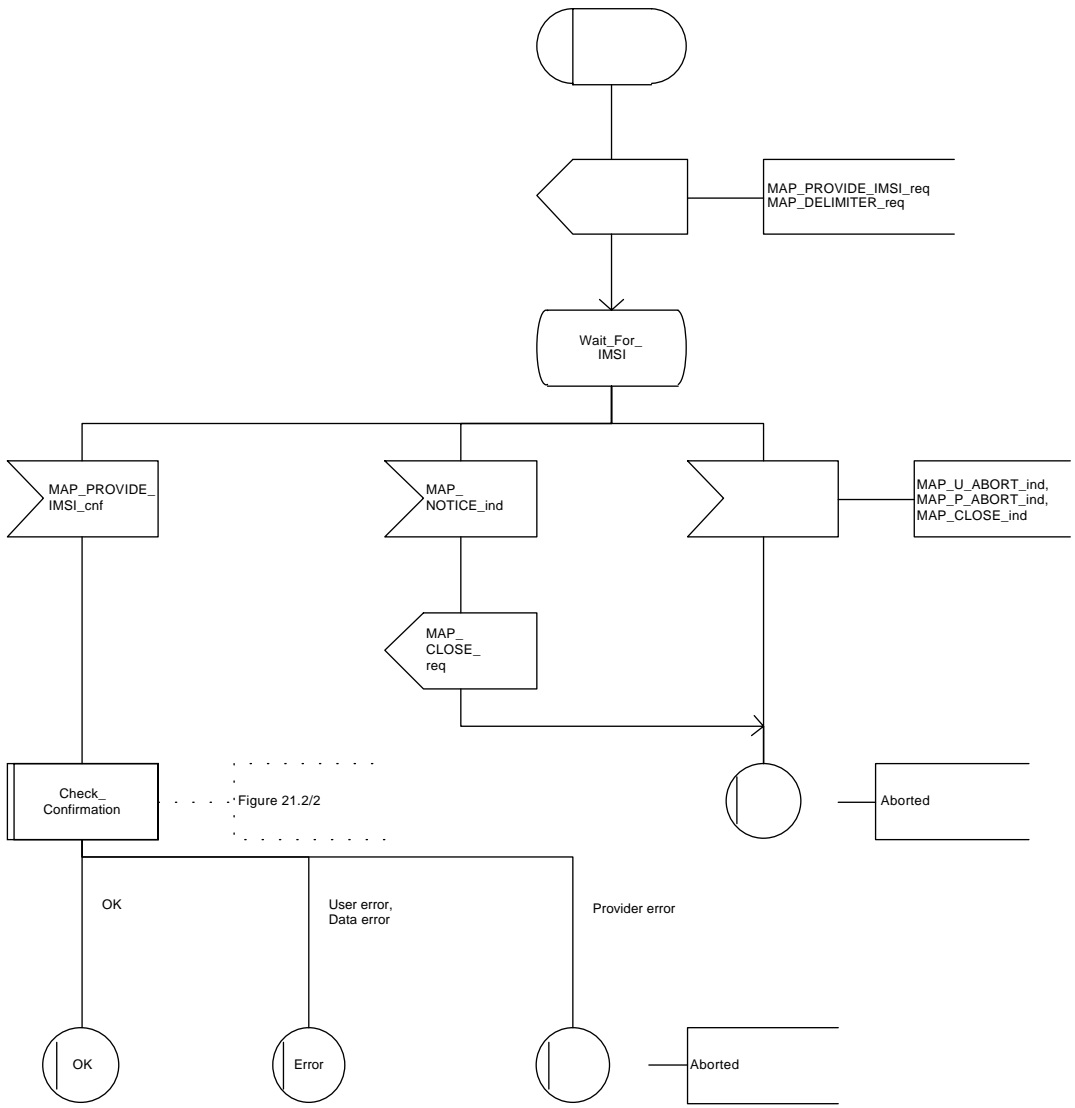 MAP_PROVIDE_IMSI_req
MAP_DELIMITER_req
Wait_For_
IMSI
MAP_PROVIDE_
IMSI_cnf
MAP_
NOTICE_ind
MAP_U_ABORT_ind,
MAP_P_ABORT_ind,
MAP_CLOSE_ind
MAP_
CLOSE_
req
Check_
Confirmation
Figure 21.2/2
Aborted
OK
User error,
Data error
Provider error
OK
Error
Aborted